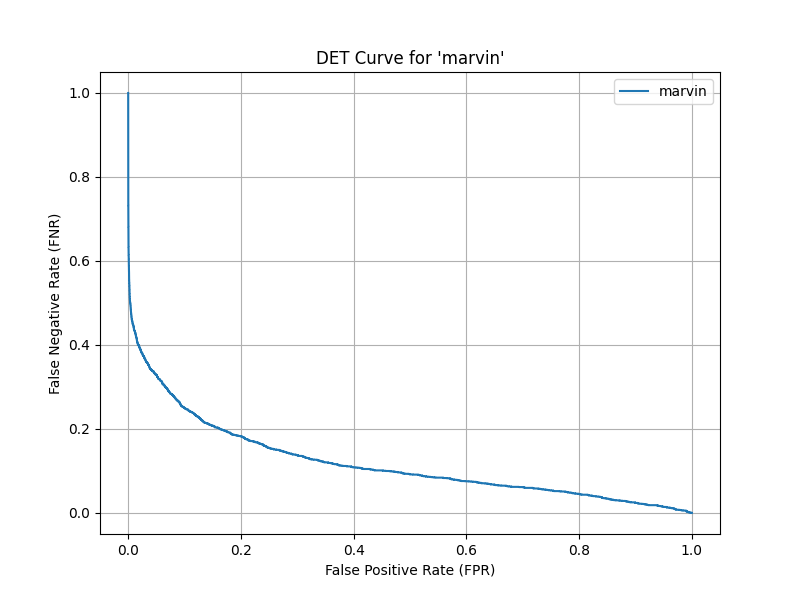 DET Curve for 'marvin'
marvin
1.0
0.8
0.6
0.4
0.2
0.0
False Negative Rate (FNR)
0.0 0.2 0.4 0.6 0.8 1.0
False Positive Rate (FPR)